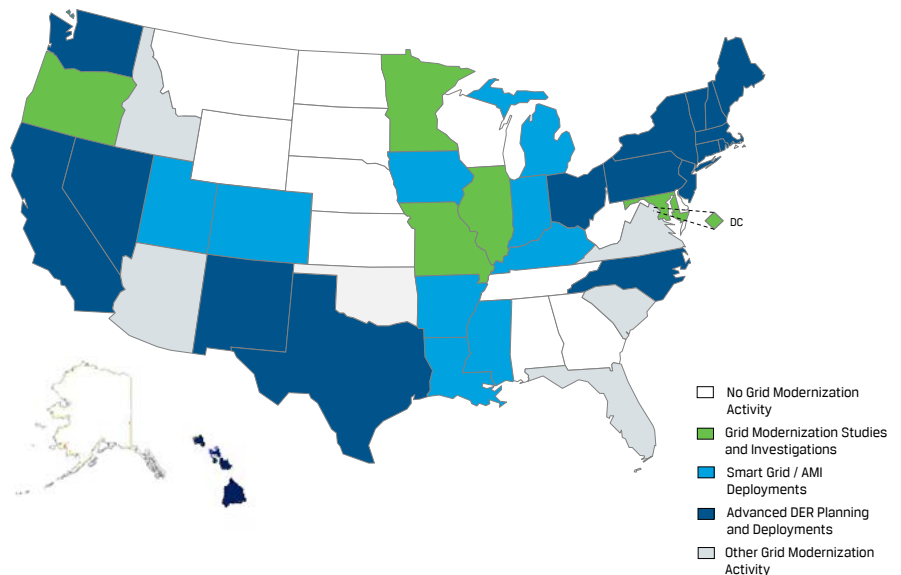 DC
No Grid Modernization
Activity
Grid Modernization Studies
and Investigations
Smart Grid / AMI
Deployments
Advanced DER Planning
and Deployments
Other Grid Modernization
Activity